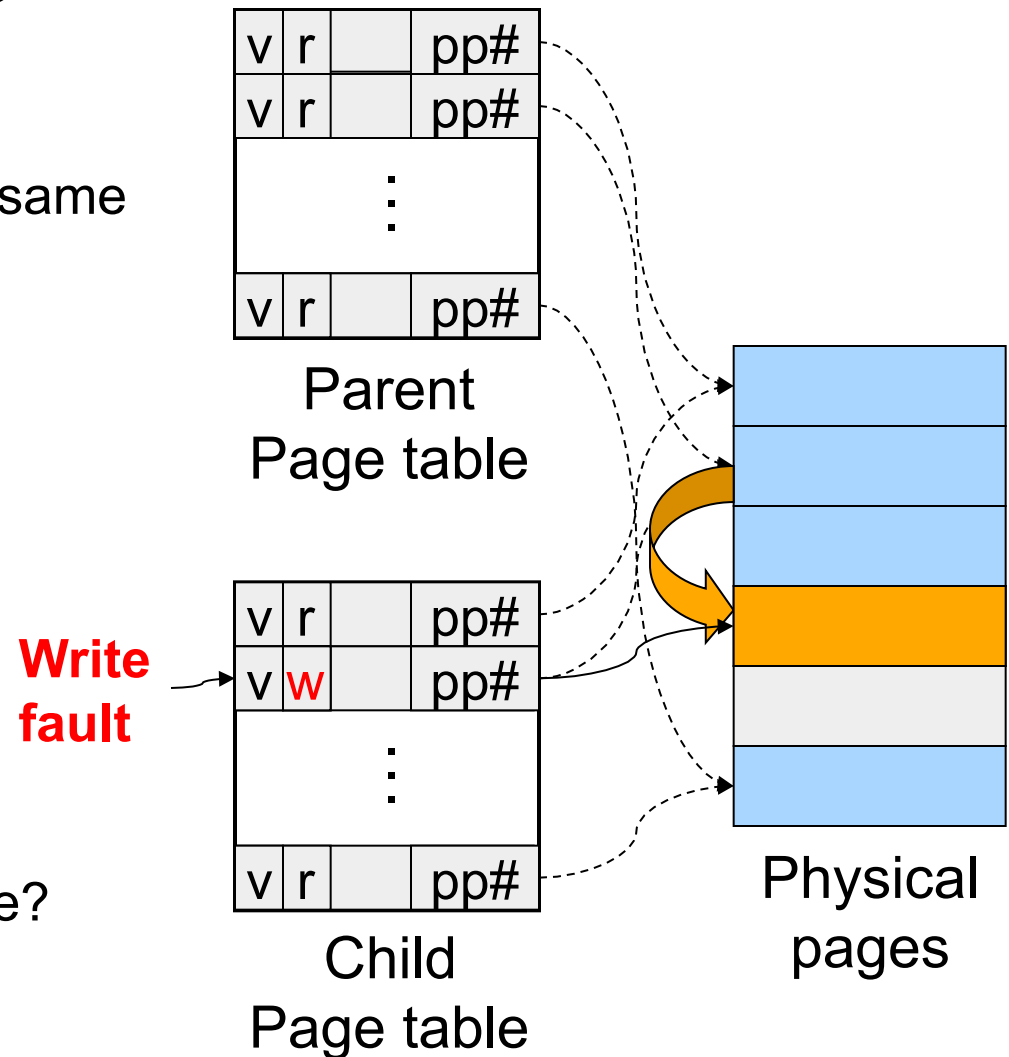 v r pp#
v r pp#
⋮
same
v r pp#
Parent
Page table
v r pp#
Write
fault
v w pp#
⋮
v r pp#
e?
Child
Page table
Physical
pages